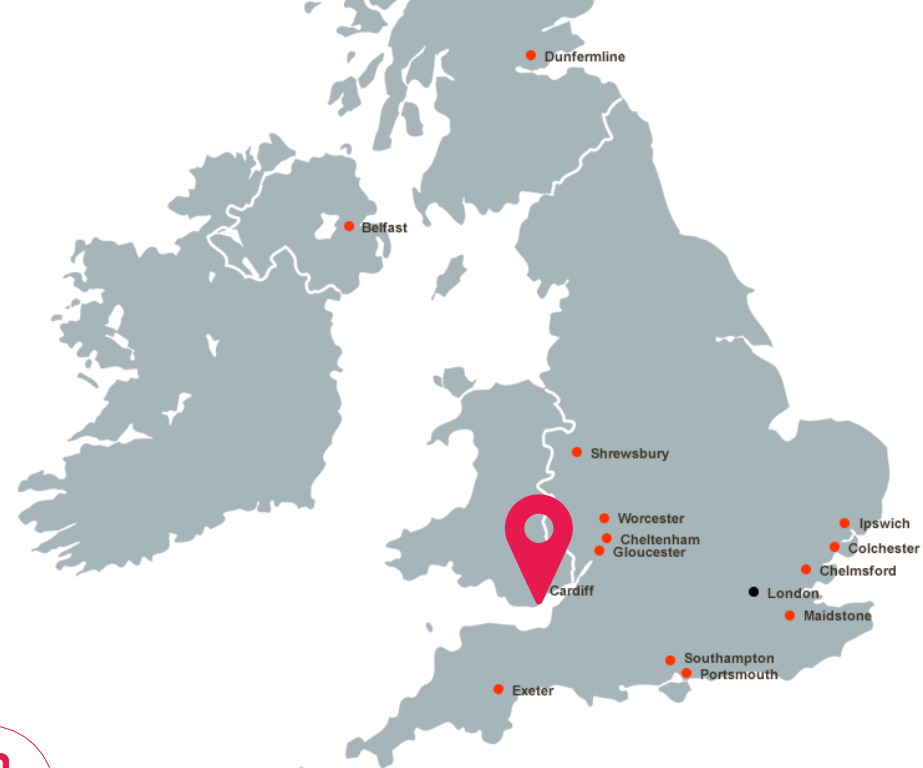 Dunfermline
Belfast
Shrewsbury
Worcester
Ipswich
Cheltenham
Colchester
Gloucester
Chelmsford
Cardiff
London
Maidstone
Southampton
Portsmouth
Exeter